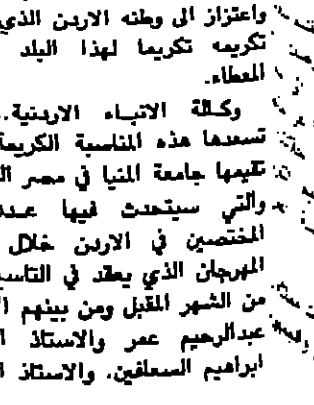 واعتزاز الى وطنه الاردن الذي
تكريمه تكريما لهذا البلد
المعطاء.
وكالة الانباء الاردنية..
تسعدها هذه المناسبة الكريمة
تقيمها جامعة المنيا في مصر
والتي سيتحدث فيها عدد
المختصين في الاردن خلال
المهرجان الذي يعقد في التاسع
من الشهر المقبل ومن بينهم
عبدالرحيم عمر والاستاذ
ابراهيم السعافين، والاستاذ